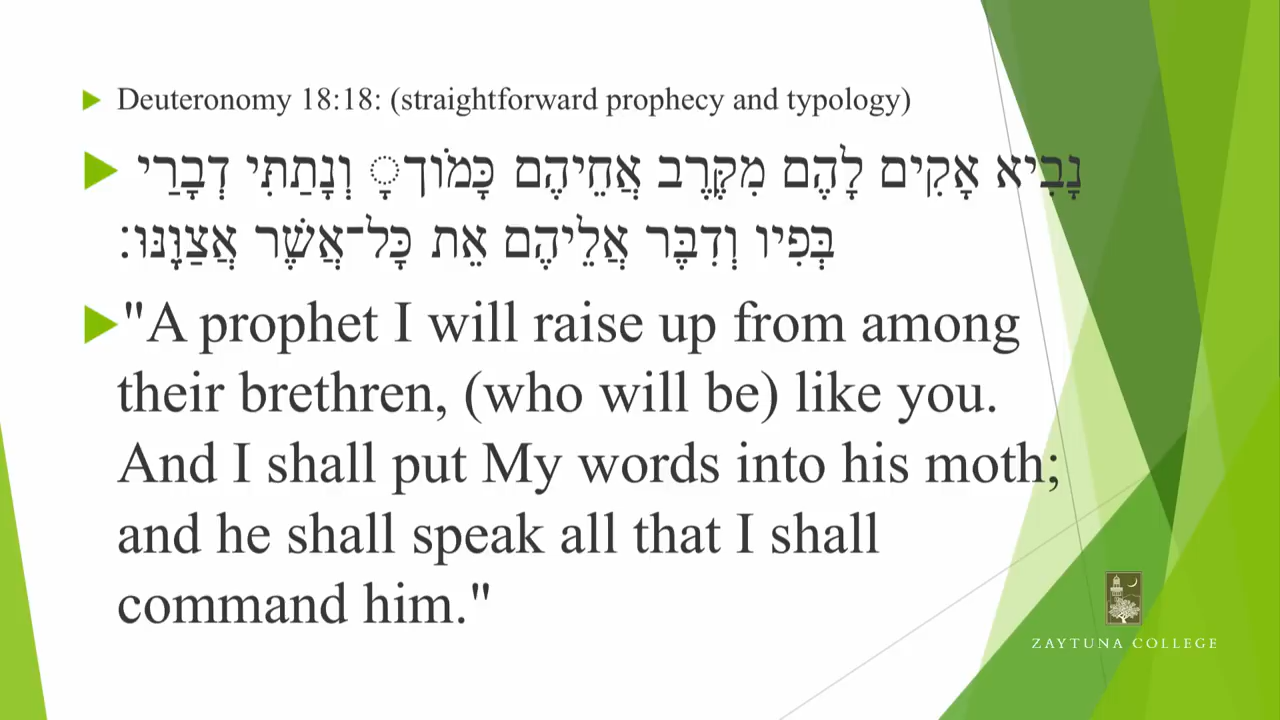 Deuteronomy 18:18: (straightforward prophecy and typology)
נָבִיא אָקִים לָהֶם מִקֶּרֶב אֲחֵיהֶם כָּמוֹךָ וְנָתַתִּי דְבָרַי
בְּפִיו וְדִבֶּר אֲלֵיהֶם אֵת כָּל־אֲשֶׁר אֲצַוֶּנּוּ׃
"A prophet I will raise up from among
their brethren, (who will be) like you.
And I shall put My words into his moth;
and he shall speak all that I shall
command him."
ZAYTUNA COLLEGE